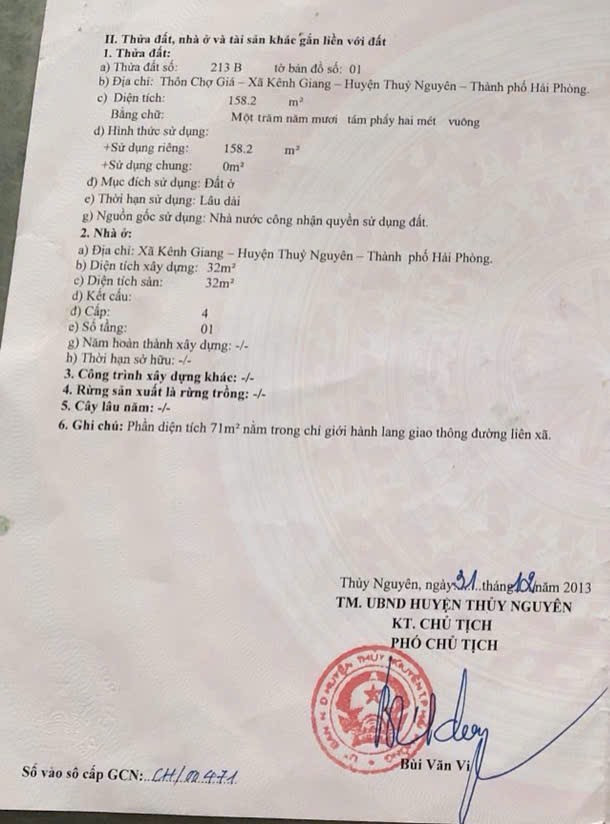 II. Thửa đất, nhà ở và tài sản khác gắn liền với đất
1. Thửa đất:
a) Thửa đất số: 213 B tờ bản đồ số: 01
b) Địa chỉ: Thôn Chợ Giá – Xã Kênh Giang – Huyện Thuỷ Nguyên – Thành phố Hải Phòng.
c) Diện tích: 158.2 m²
Bằng chữ: Một trăm năm mươi tám phẩy hai mét vuông
d) Hình thức sử dụng:
+Sử dụng riêng: 158.2 m²
+Sử dụng chung: 0m²
đ) Mục đích sử dụng: Đất ở
e) Thời hạn sử dụng: Lâu dài
g) Nguồn gốc sử dụng: Nhà nước công nhận quyền sử dụng đất.
2. Nhà ở:
a) Địa chỉ: Xã Kênh Giang – Huyện Thuỷ Nguyên – Thành phố Hải Phòng.
b) Diện tích xây dựng: 32m²
c) Diện tích sàn: 32m²
d) Kết cấu:
đ) Cấp: 4
e) Số tầng: 01
g) Năm hoàn thành xây dựng: -/-
h) Thời hạn sở hữu: -/-
3. Công trình xây dựng khác: -/-
4. Rừng sản xuất là rừng trồng: -/-
5. Cây lâu năm: -/-
6. Ghi chú: Phần diện tích 71m² nằm trong chỉ giới hành lang giao thông đường liên xã.
Thủy Nguyên, ngày 31 tháng 12 năm 2013
TM. UBND HUYỆN THỦY NGUYÊN
KT. CHỦ TỊCH
PHÓ CHỦ TỊCH
Bùi Văn Vi
Số vào sổ cấp GCN: CH/00471